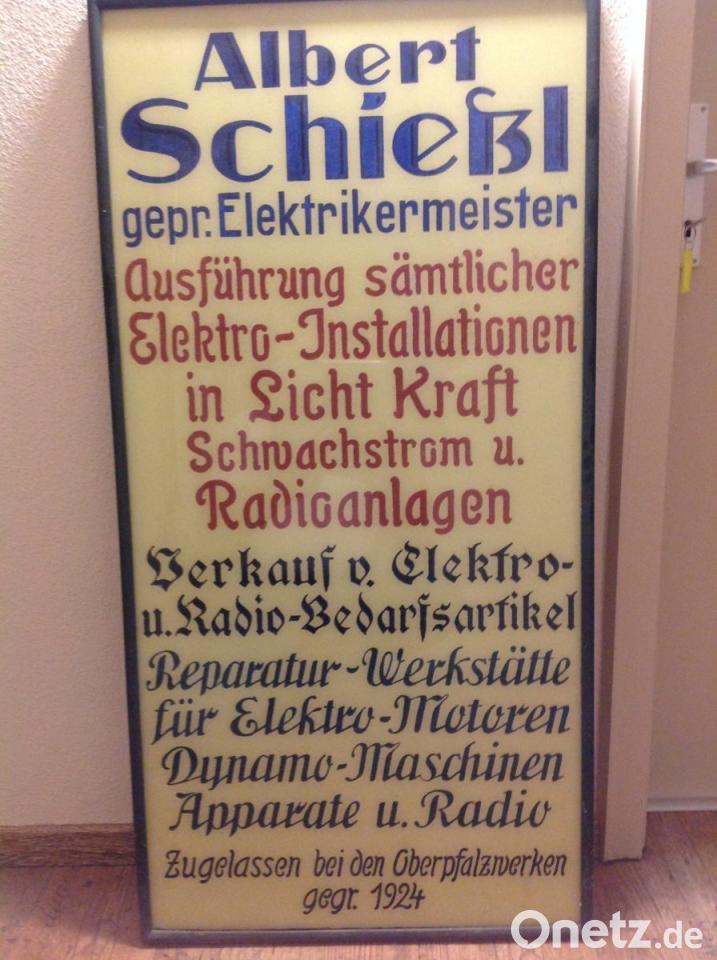 Albert
Schießl
gepr. Elektrikermeister
Ausführung sämtlicher
Elektro-Installationen
in Licht Kraft
Schwachstrom u.
Radioanlagen
Verkauf v. Elektro-
u. Radio-Bedarfsartikel
Reparatur-Werkstätte
für Elektro-Motoren
Dynamo-Maschinen
Apparate u. Radio
Zugelassen bei den Oberpfalzwerken
gegr. 1924
Onetz.de